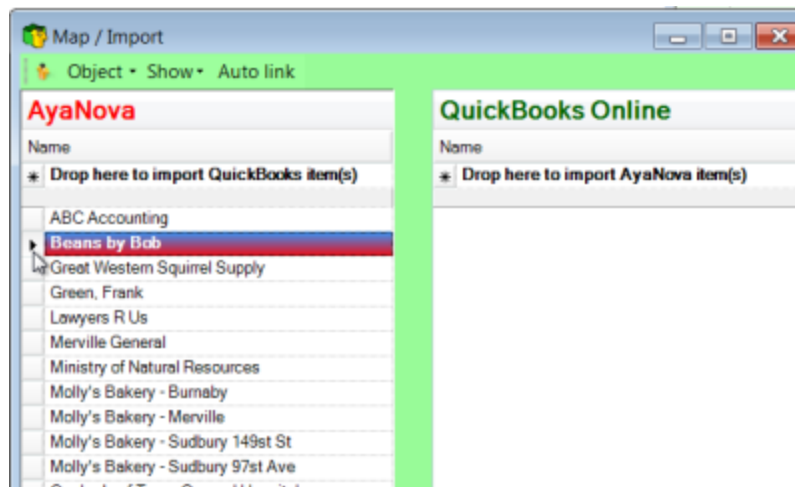 Map / Import
Object Show Auto link
AyaNova
Name
Drop here to import QuickBooks item(s)
ABC Accounting
Beans by Bob
Great Western Squirrel Supply
Green, Frank
Lawyers R Us
Merville General
Ministry of Natural Resources
Molly's Bakery - Burnaby
Molly's Bakery - Merville
Molly's Bakery - Sudbury 149st St
Molly's Bakery - Sudbury 97st Ave
QuickBooks Online
Name
Drop here to import AyaNova item(s)